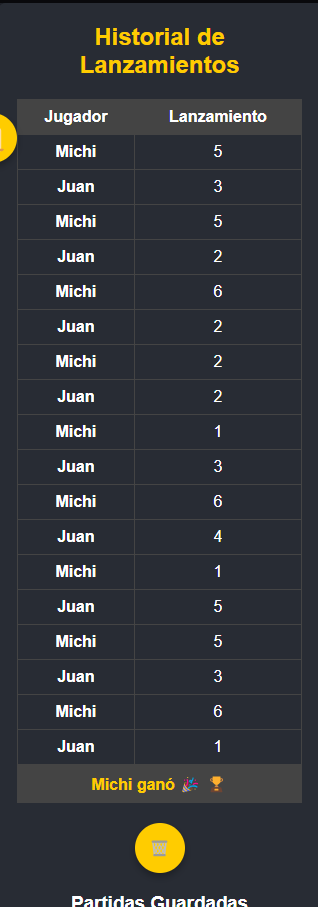 Historial de
Lanzamientos
Jugador Lanzamiento
Michi 5
Juan 3
Michi 5
Juan 2
Michi 6
Juan 2
Michi 2
Juan 2
Michi 1
Juan 3
Michi 6
Juan 4
Michi 1
Juan 5
Michi 5
Juan 3
Michi 6
Juan 1
Michi ganó 🎉 🏆
Partidas Guardadas